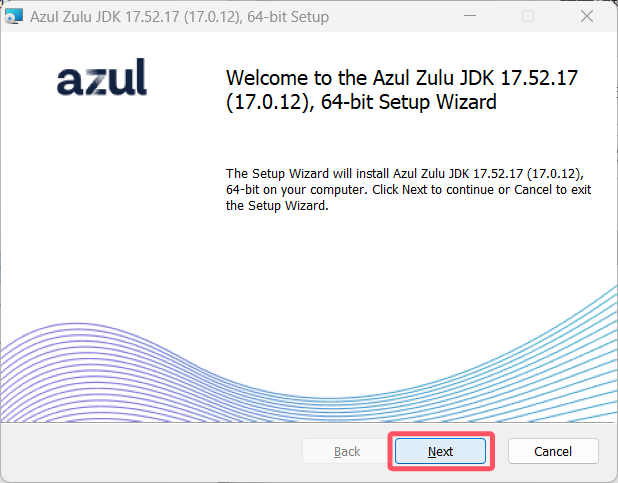 Azul Zulu JDK 17.52.17 (17.0.12), 64-bit Setup
azul
Welcome to the Azul Zulu JDK 17.52.17
(17.0.12), 64-bit Setup Wizard
The Setup Wizard will install Azul Zulu JDK 17.52.17 (17.0.12),
64-bit on your computer. Click Next to continue or Cancel to exit
the Setup Wizard.
Back
Next
Cancel